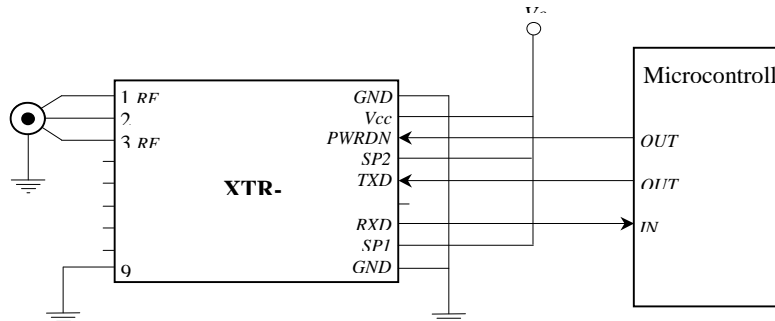 Vc
1 RF
2
3 RF
9
XTR-
GND
Vcc
PWRDN
SP2
TXD
RXD
SP1
GND
Microcontroll
OUT
OUT
IN